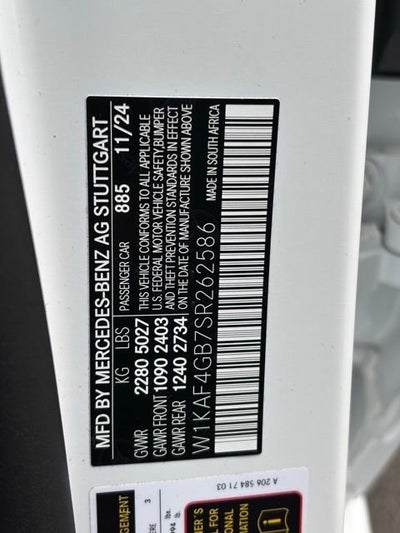 MFD BY MERCEDES-BENZ AG STUTTGART
PASSENGER CAR 885 11/24
KG LBS
GVWR 2280 5027
GAWR FRONT 1090 2403
GAWR REAR 1240 2734
THIS VEHICLE CONFORMS TO ALL APPLICABLE
U.S. FEDERAL MOTOR VEHICLE SAFETY,BUMPER
AND THEFT PREVENTION STANDARDS IN EFFECT
ON THE DATE OF MANUFACTURE SHOWN ABOVE
W1KAF4GB7SR262586
MADE IN SOUTH AFRICA
A 206 584 71 03
3
lbs.
lb.